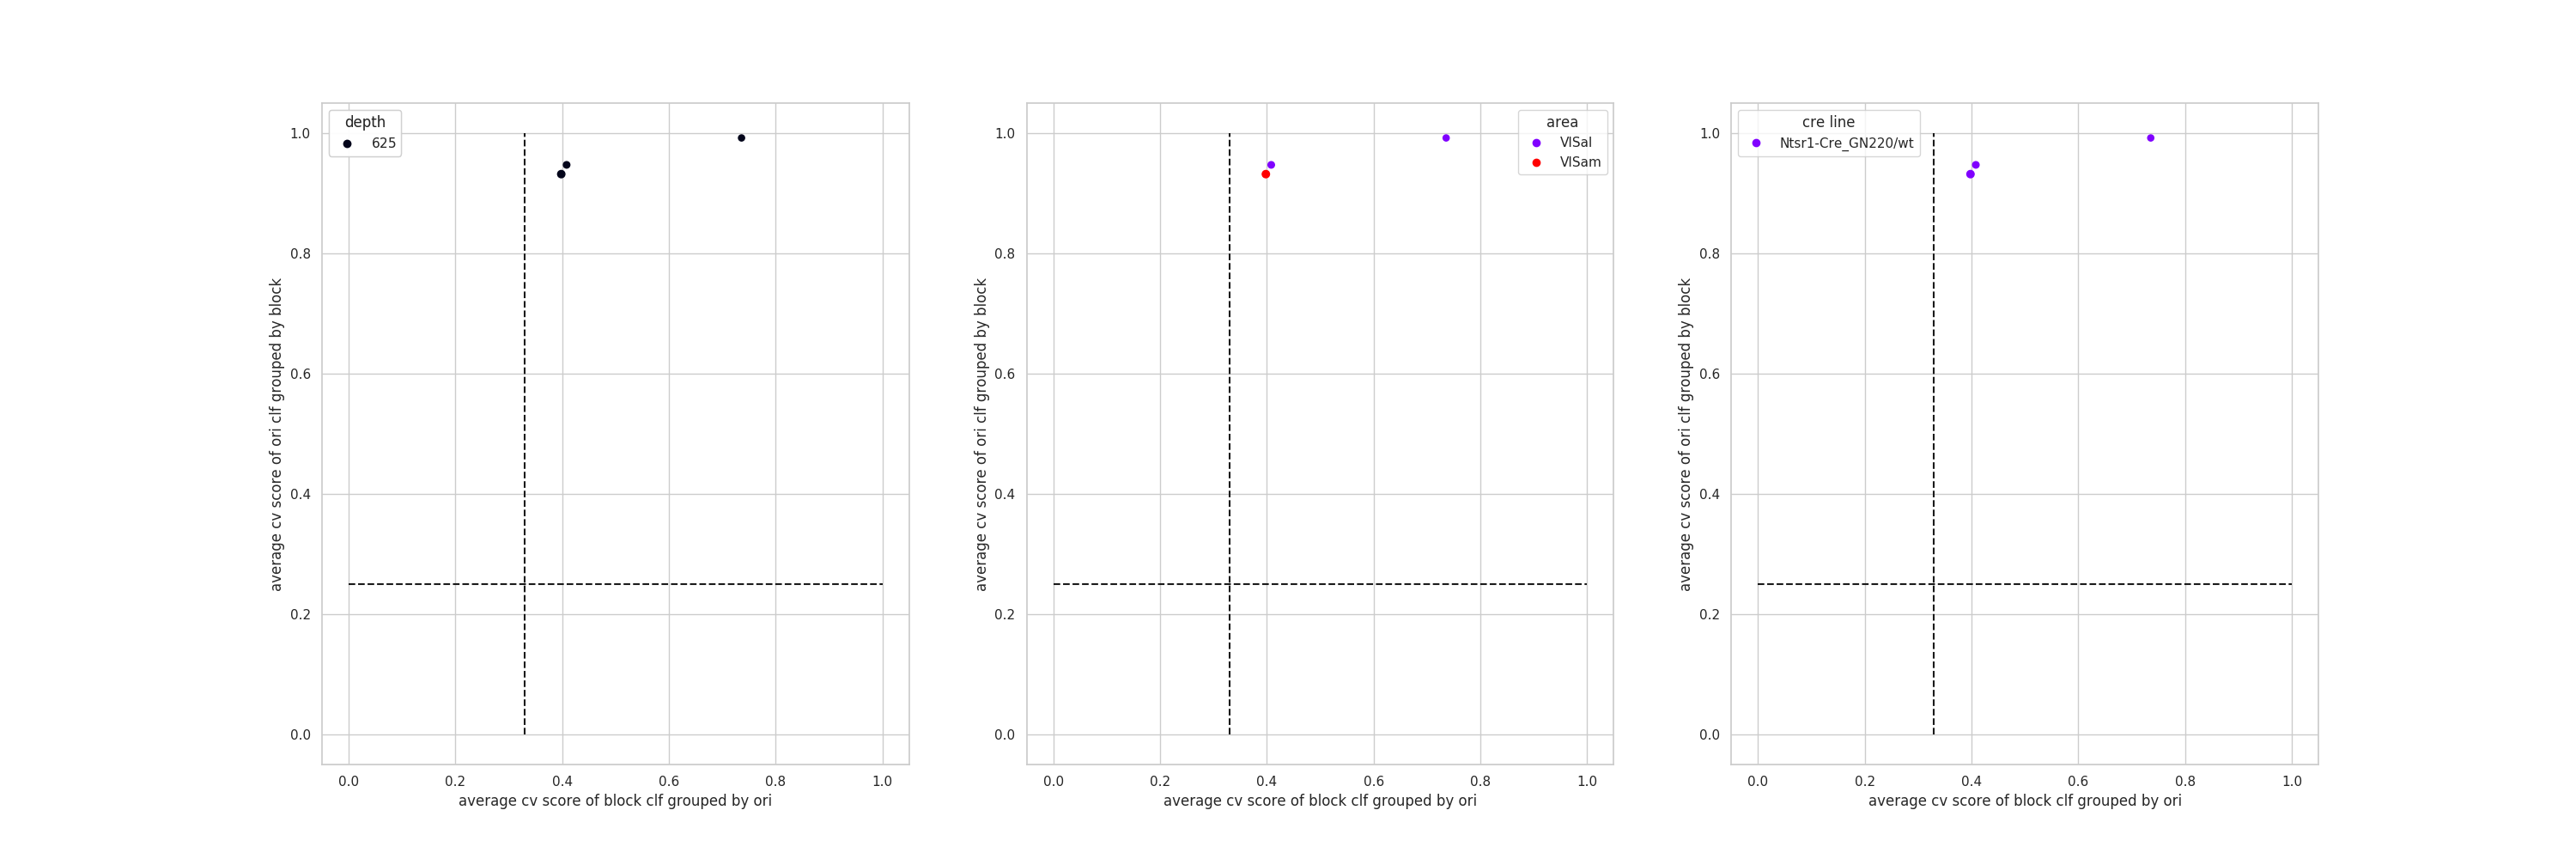 depth
625
1.0
0.8
0.6
0.4
0.2
0.0
average cv score of ori clf grouped by block
0.0 0.2 0.4 0.6 0.8 1.0
average cv score of block clf grouped by ori
area
VISal
VISam
1.0
0.8
0.6
0.4
0.2
0.0
average cv score of ori clf grouped by block
0.0 0.2 0.4 0.6 0.8 1.0
average cv score of block clf grouped by ori
cre line
Ntsr1-Cre_GN220/wt
1.0
0.8
0.6
0.4
0.2
0.0
average cv score of ori clf grouped by block
0.0 0.2 0.4 0.6 0.8 1.0
average cv score of block clf grouped by ori